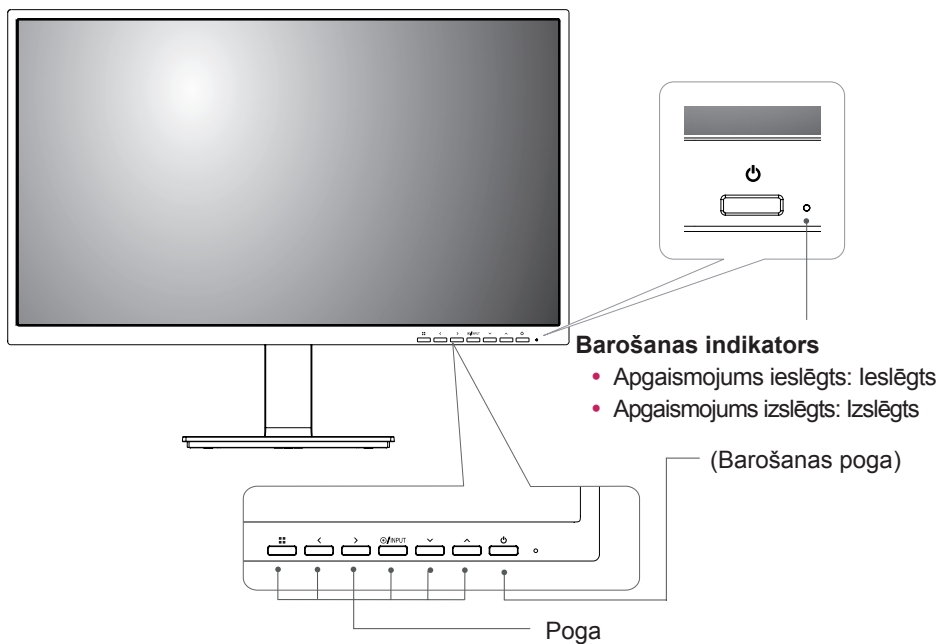 Barošanas indikators
• Apgaismojums ieslēgts: Ieslēgts
• Apgaismojums izslēgts: Izslēgts
(Barošanas poga)
/INPUT
Poga